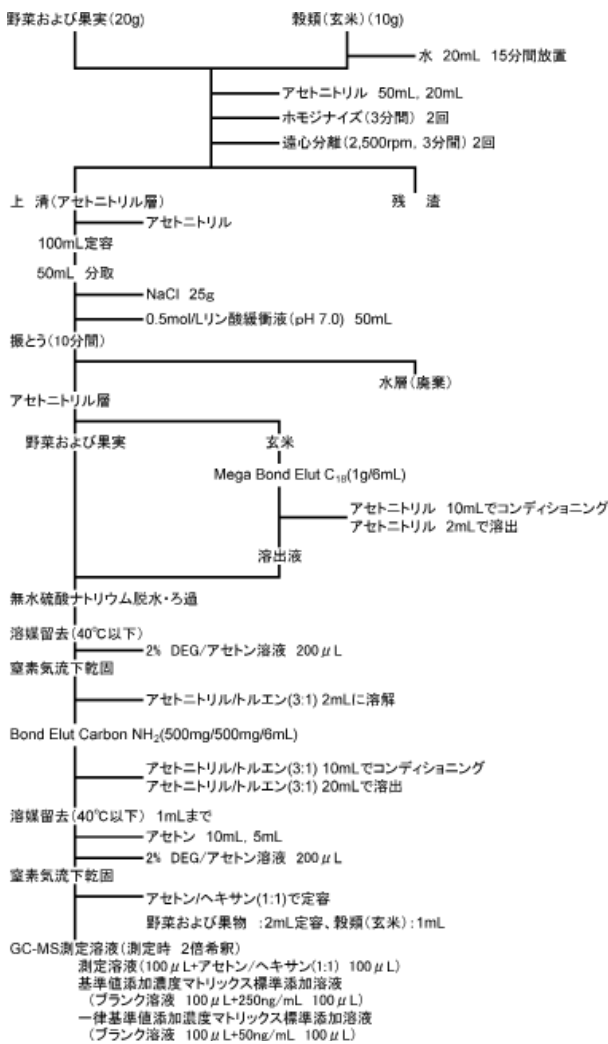 野菜および果実(20g)
穀類(玄米)(10g)
水 20mL 15分間放置
アセトニトリル 50mL, 20mL
ホモジナイズ(3分間) 2回
遠心分離(2,500rpm, 3分間) 2回
上 清(アセトニトリル層)
残 渣
アセトニトリル
100mL定容
50mL 分取
NaCl 25g
0.5mol/Lリン酸緩衝液(pH 7.0) 50mL
振とう(10分間)
水層(廃棄)
アセトニトリル層
野菜および果実
玄米
Mega Bond Elut C₁₈(1g/6mL)
アセトニトリル 10mLでコンディショニング
アセトニトリル 2mLで溶出
溶出液
無水硫酸ナトリウム脱水・ろ過
溶媒留去(40℃以下)
2% DEG/アセトン溶液 200μL
窒素気流下乾固
アセトニトリル/トルエン(3:1) 2mLに溶解
Bond Elut Carbon NH₂(500mg/500mg/6mL)
アセトニトリル/トルエン(3:1) 10mLでコンディショニング
アセトニトリル/トルエン(3:1) 20mLで溶出
溶媒留去(40℃以下) 1mLまで
アセトン 10mL, 5mL
2% DEG/アセトン溶液 200μL
窒素気流下乾固
アセトン/ヘキサン(1:1)で定容
野菜および果物 :2mL定容、穀類(玄米):1mL
GC-MS測定溶液(測定時 2倍希釈)
測定溶液(100μL+アセトン/ヘキサン(1:1) 100μL)
基準値添加濃度マトリックス標準添加溶液
(ブランク溶液 100μL+250ng/mL 100μL)
一律基準値添加濃度マトリックス標準添加溶液
(ブランク溶液 100μL+50ng/mL 100μL)